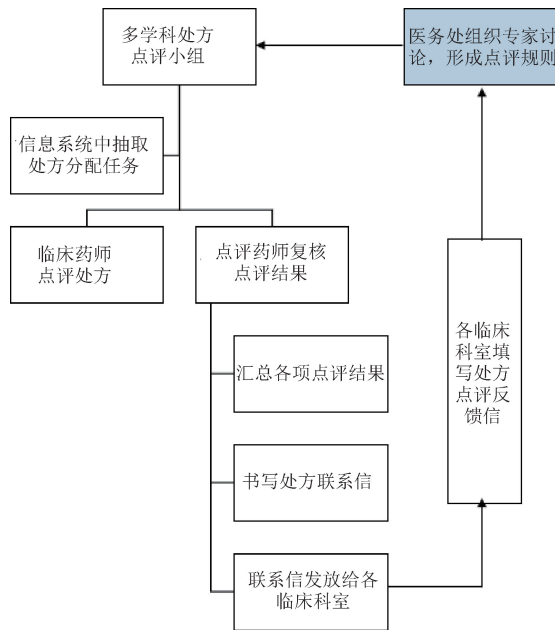 多学科处方
点评小组
医务处组织专家讨
论，形成点评规则
信息系统中抽取
处方分配任务
临床药师
点评处方
点评药师复核
点评结果
各临床
科室填
写处方
点评反
馈信
汇总各项点评结果
书写处方联系信
联系信发放给各
临床科室